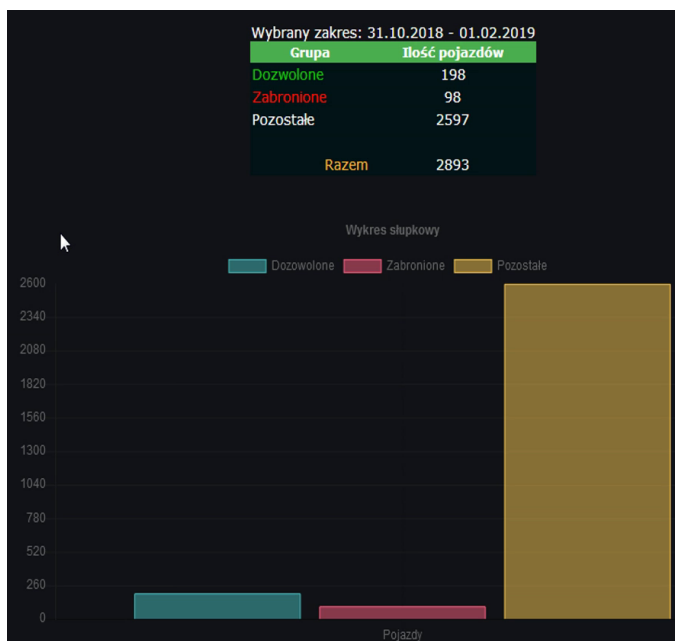 Wybrany zakres: 31.10.2018 - 01.02.2019
Grupa Ilość pojazdów
Dozwolone 198
Zabronione 98
Pozostałe 2597
Razem 2893
Wykres słupkowy
Dozowolone Zabronione Pozostałe
2600
2340
2080
1820
1560
1300
1040
780
520
260
0
Pojazdy